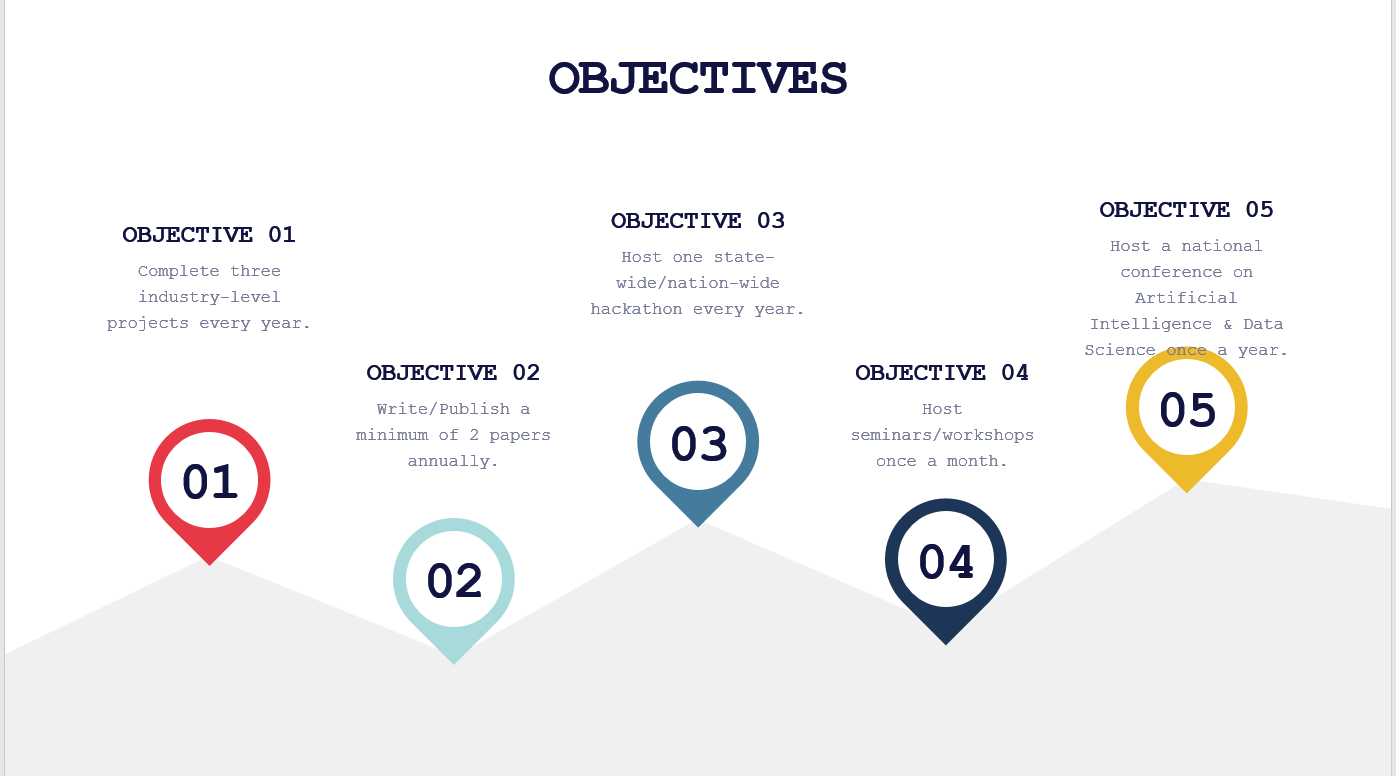 OBJECTIVES
OBJECTIVE 01
Complete three
industry-level
projects every year.
01
OBJECTIVE 02
Write/Publish a
minimum of 2 papers
annually.
02
OBJECTIVE 03
Host one state-
wide/nation-wide
hackathon every year.
03
OBJECTIVE 04
Host
seminars/workshops
once a month.
04
OBJECTIVE 05
Host a national
conference on
Artificial
Intelligence & Data
Science once a year.
05